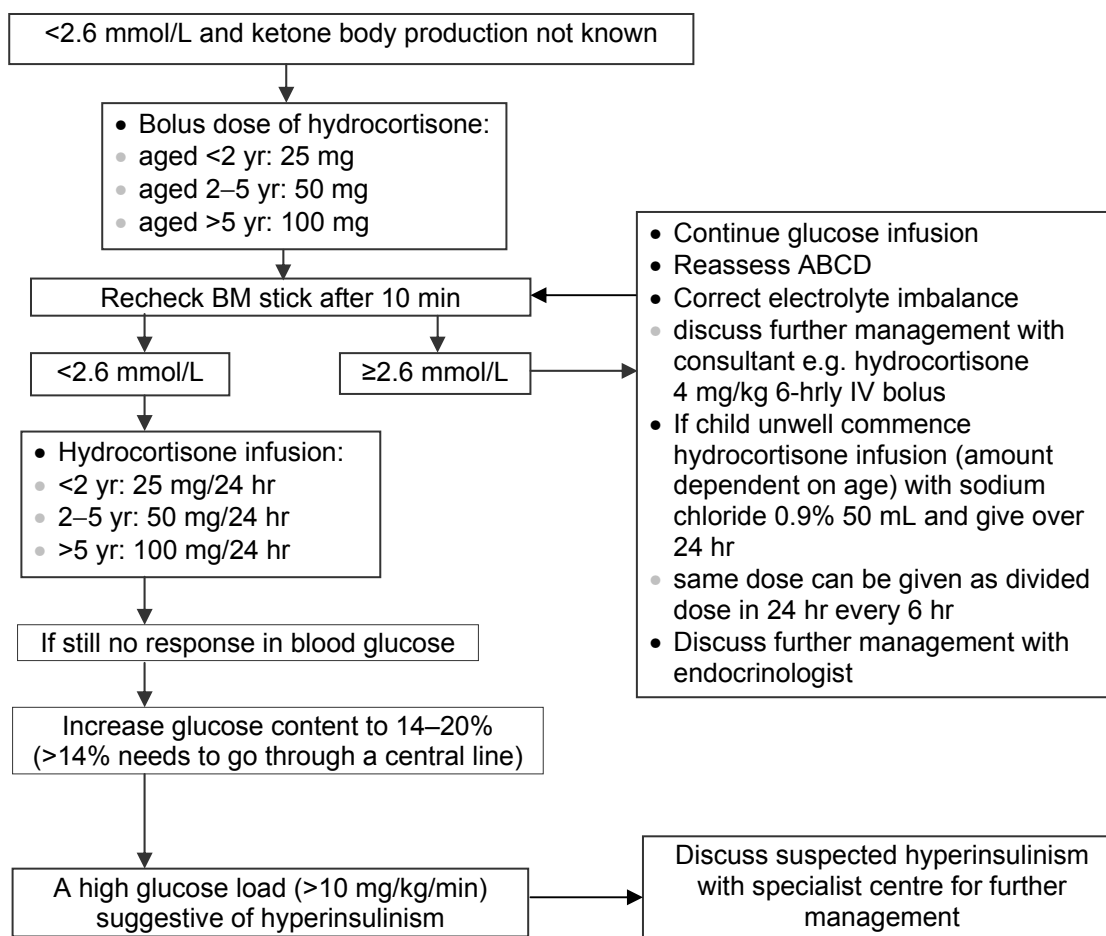 <2.6 mmol/L and ketone body production not known
• Bolus dose of hydrocortisone:
• aged <2 yr: 25 mg
• aged 2–5 yr: 50 mg
• aged >5 yr: 100 mg
Recheck BM stick after 10 min
<2.6 mmol/L
≥2.6 mmol/L
• Continue glucose infusion
• Reassess ABCD
• Correct electrolyte imbalance
• discuss further management with
consultant e.g. hydrocortisone
4 mg/kg 6-hrly IV bolus
• If child unwell commence
hydrocortisone infusion (amount
dependent on age) with sodium
chloride 0.9% 50 mL and give over
24 hr
• same dose can be given as divided
dose in 24 hr every 6 hr
• Discuss further management with
endocrinologist
• Hydrocortisone infusion:
• <2 yr: 25 mg/24 hr
• 2–5 yr: 50 mg/24 hr
• >5 yr: 100 mg/24 hr
If still no response in blood glucose
Increase glucose content to 14–20%
(>14% needs to go through a central line)
A high glucose load (>10 mg/kg/min)
suggestive of hyperinsulinism
Discuss suspected hyperinsulinism
with specialist centre for further
management